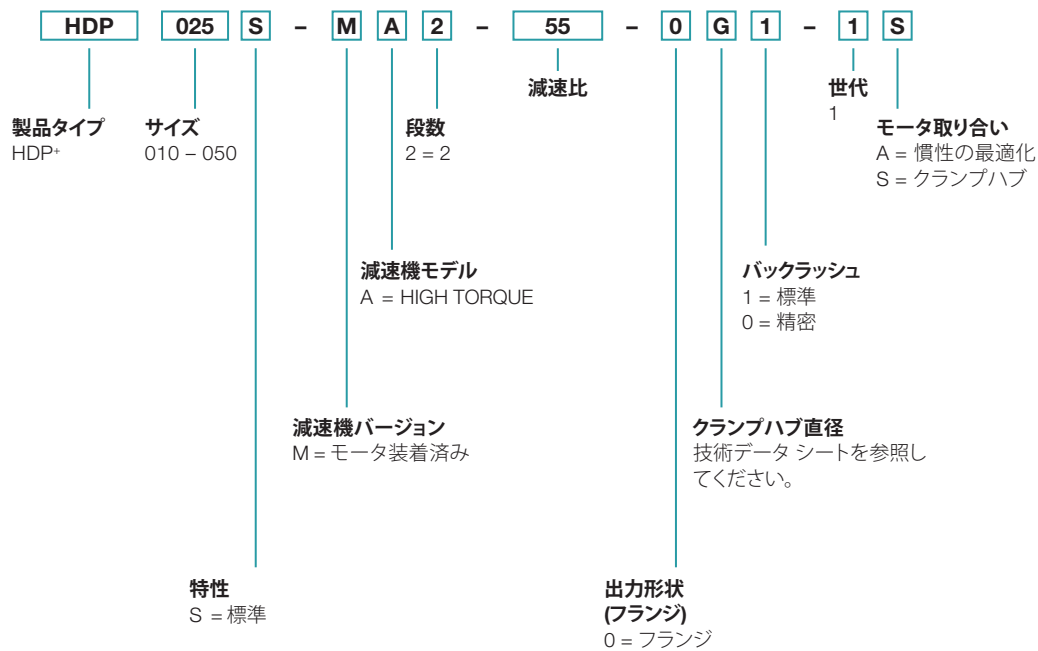 HDP 025 S – M A 2 – 55 – 0 G 1 – 1 S
減速比
世代
1
製品タイプ
HDP⁺
サイズ
010 – 050
段数
2 = 2
モータ取り合い
A = 慣性の最適化
S = クランプハブ
減速機モデル
A = HIGH TORQUE
バックラッシュ
1 = 標準
0 = 精密
減速機バージョン
M = モータ装着済み
クランプハブ直径
技術データ シートを参照し
てください。
特性
S = 標準
出力形状
(フランジ)
0 = フランジ